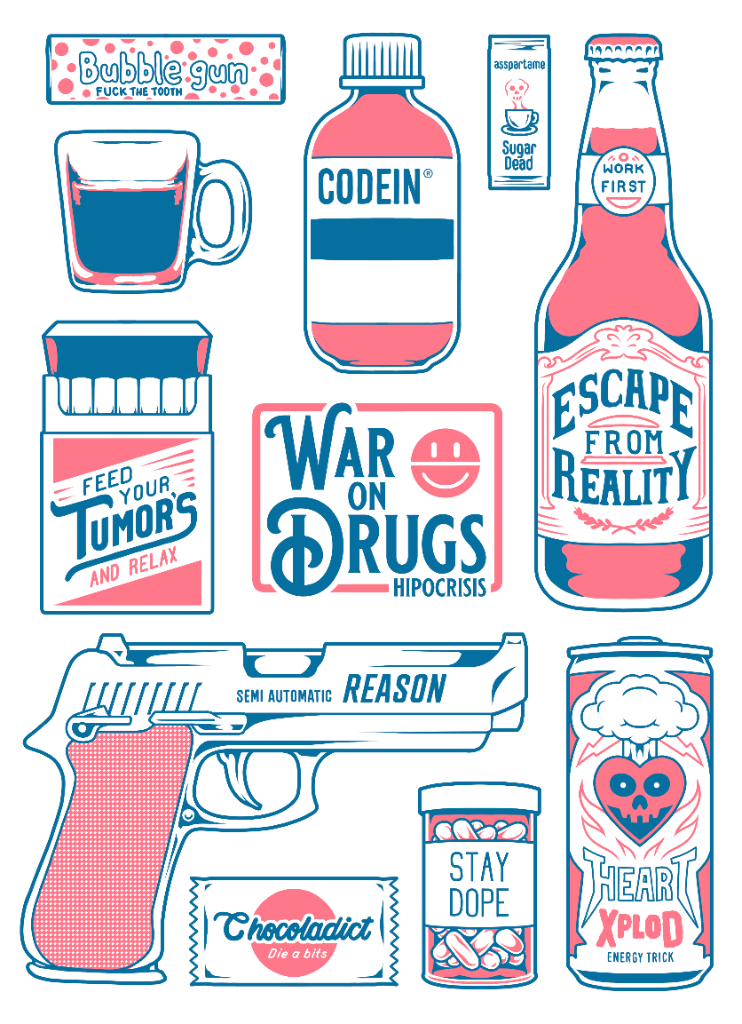 Bubble gun
FUCK THE TOOTH
CODEIN®
asspartame
Sugar
Dead
WORK
FIRST
ESCAPE
FROM
REALITY
FEED
YOUR
TUMOR'S
AND RELAX
WAR
ON
DRUGS
HIPOCRISIS
SEMI AUTOMATIC REASON
STAY
DOPE
Chocoladict
Die a bits
HEART
XPLOD
ENERGY TRICK